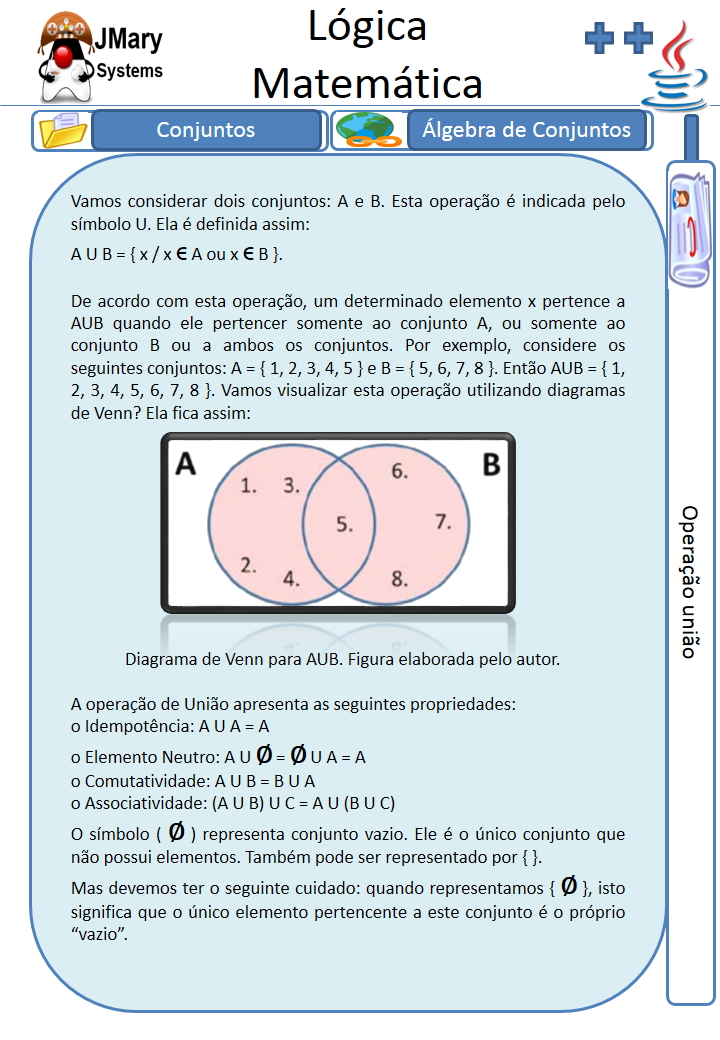 JMary
Systems
Lógica
Matemática
Conjuntos
Álgebra de Conjuntos
Vamos considerar dois conjuntos: A e B. Esta operação é indicada pelo
símbolo U. Ela é definida assim:
A U B = { x / x ∈ A ou x ∈ B }.
De acordo com esta operação, um determinado elemento x pertence a
AUB quando ele pertencer somente ao conjunto A, ou somente ao
conjunto B ou a ambos os conjuntos. Por exemplo, considere os
seguintes conjuntos: A = { 1, 2, 3, 4, 5 } e B = { 5, 6, 7, 8 }. Então AUB = { 1,
2, 3, 4, 5, 6, 7, 8 }. Vamos visualizar esta operação utilizando diagramas
de Venn? Ela fica assim:
A
B
1. 3.
6.
5.
7.
2.
4.
8.
Diagrama de Venn para AUB. Figura elaborada pelo autor.
A operação de União apresenta as seguintes propriedades:
o Idempotência: A U A = A
o Elemento Neutro: A U Ø = Ø U A = A
o Comutatividade: A U B = B U A
o Associatividade: (A U B) U C = A U (B U C)
O símbolo ( Ø ) representa conjunto vazio. Ele é o único conjunto que
não possui elementos. Também pode ser representado por { }.
Mas devemos ter o seguinte cuidado: quando representamos { Ø }, isto
significa que o único elemento pertencente a este conjunto é o próprio
“vazio”.
Operação união